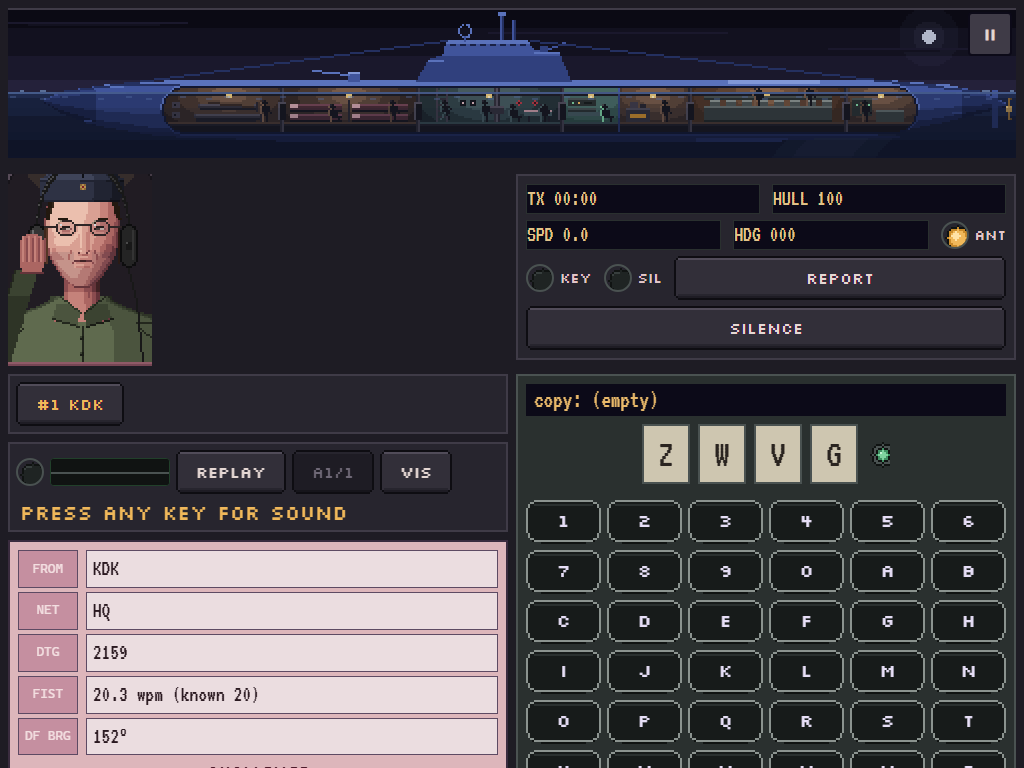 TX 00:00
HULL 100
SPD 0.0
HDG 000
ANT
KEY
SIL
REPORT
SILENCE
#1 KDK
REPLAY
A1/1
VIS
PRESS ANY KEY FOR SOUND
FROM
KDK
NET
HQ
DTG
2159
FIST
20.3 wpm (known 20)
DF BRG
152°
copy: (empty)
Z W V G
1 2 3 4 5 6
7 8 9 0 A B
C D E F G H
I J K L M N
O P Q R S T